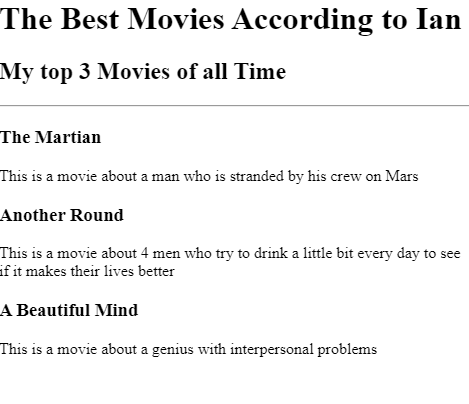 The Best Movies According to Ian
My top 3 Movies of all Time
The Martian
This is a movie about a man who is stranded by his crew on Mars
Another Round
This is a movie about 4 men who try to drink a little bit every day to see
if it makes their lives better
A Beautiful Mind
This is a movie about a genius with interpersonal problems